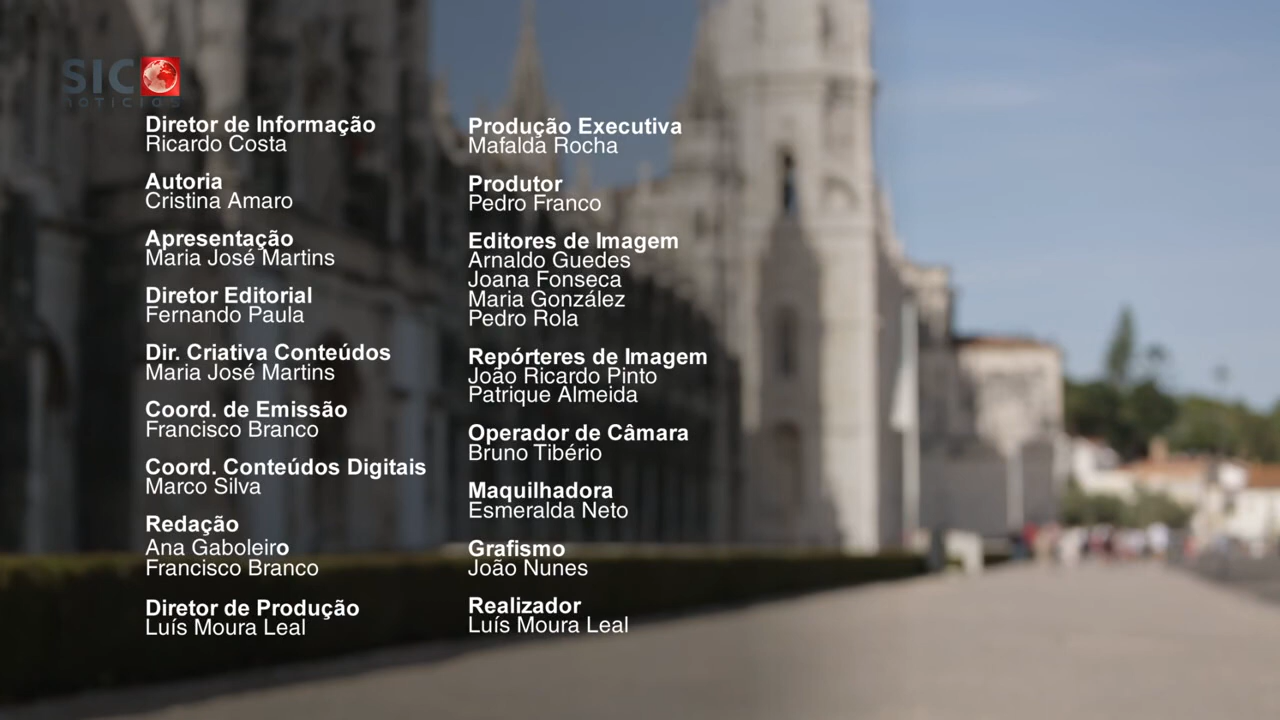 SIC
notícias
Diretor de Informação
Ricardo Costa
Autoria
Cristina Amaro
Apresentação
Maria José Martins
Diretor Editorial
Fernando Paula
Dir. Criativa Conteúdos
Maria José Martins
Coord. de Emissão
Francisco Branco
Coord. Conteúdos Digitais
Marco Silva
Redação
Ana Gaboleiro
Francisco Branco
Diretor de Produção
Luís Moura Leal
Produção Executiva
Mafalda Rocha
Produtor
Pedro Franco
Editores de Imagem
Arnaldo Guedes
Joana Fonseca
Maria González
Pedro Rola
Repórteres de Imagem
João Ricardo Pinto
Patrique Almeida
Operador de Câmara
Bruno Tibério
Maquilhadora
Esmeralda Neto
Grafismo
João Nunes
Realizador
Luís Moura Leal